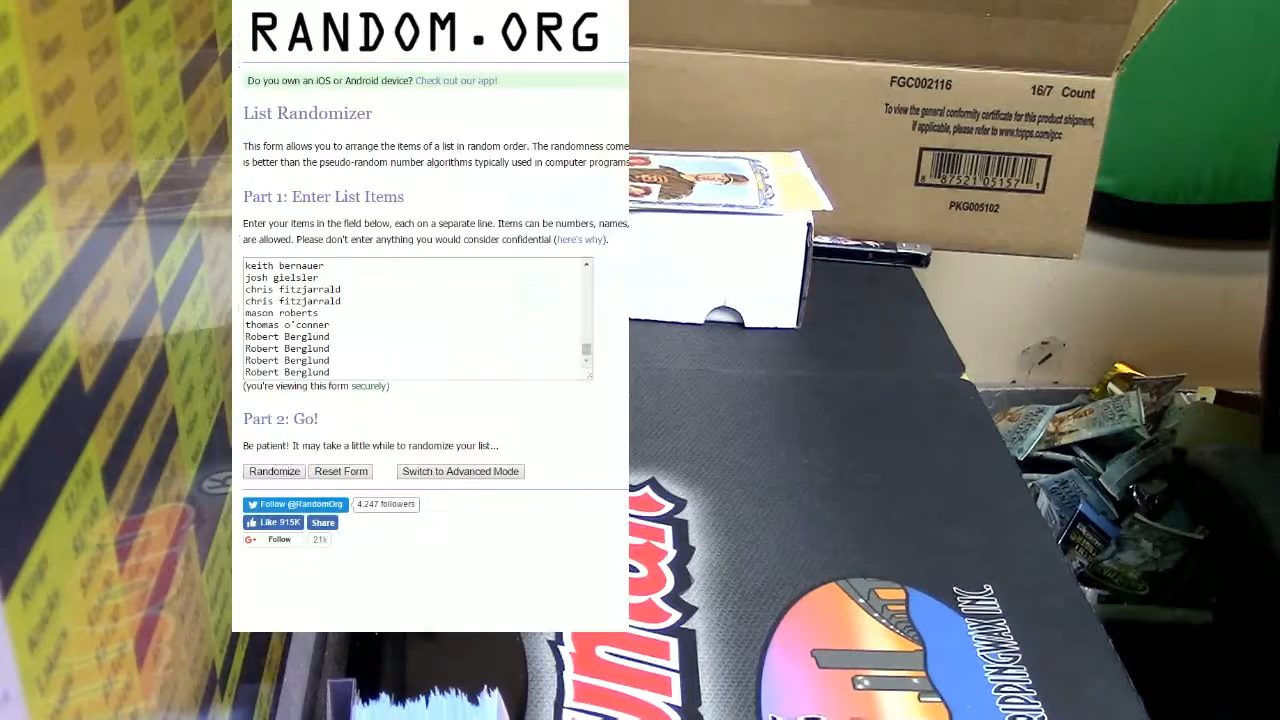 RANDOM.ORG
Do you own an iOS or Android device? Check out our app!
List Randomizer
This form allows you to arrange the items of a list in random order. The randomness come
is better than the pseudo-random number algorithms typically used in computer programs
Part 1: Enter List Items
Enter your items in the field below, each on a separate line. Items can be numbers, names,
are allowed. Please don't enter anything you would consider confidential (here's why).
keith bernauer
josh gielsler
chris fitzjarrald
chris fitzjarrald
mason roberts
thomas o'conner
Robert Berglund
Robert Berglund
Robert Berglund
Robert Berglund
(you're viewing this form securely)
Part 2: Go!
Be patient! It may take a little while to randomize your list...
Randomize Reset Form Switch to Advanced Mode
Follow @RandomOrg 4,247 followers
Like 915K Share
Follow 21k
FGC002116 16/7 Count
To view the general conformity certificate for this product shipment,
if applicable, please refer to www.topps.com/gcc
8 87521 05157 1
PKG005102
RIPPINGWAX INC.